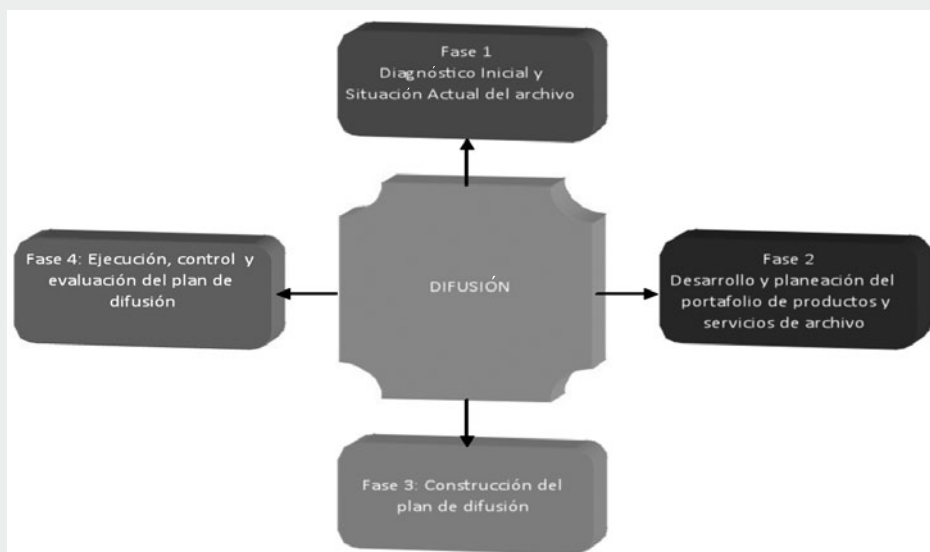 Fase 1
Diagnóstico Inicial y
Situación Actual del archivo
Fase 4: Ejecución, control y
evaluación del plan de
difusión
DIFUSIÓN
Fase 2
Desarrollo y planeación del
portafolio de productos y
servicios de archivo
Fase 3: Construcción del
plan de difusión